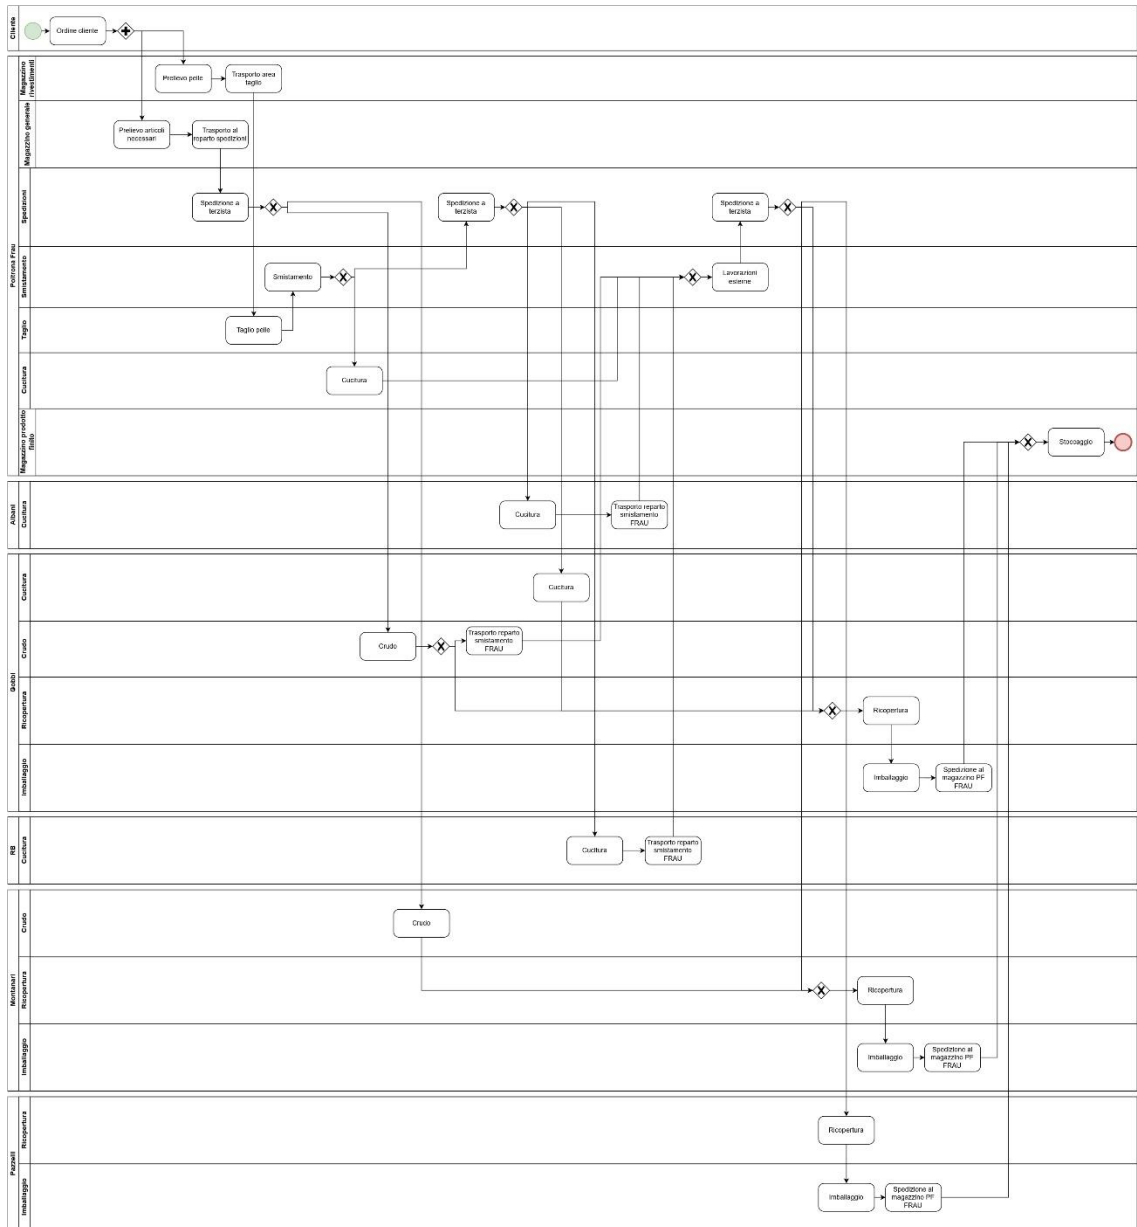 Cliente
Ordine cliente
Poltrona Frau
Magazzino
rivestimenti
Prelievo pelle
Trasporto area
taglio
Magazzino generale
Prelievo articoli
necessari
Trasporto al
reparto spedizioni
Spedizioni
Spedizione a
terzista
Spedizione a
terzista
Spedizione a
terzista
Smistamento
Smistamento
Lavorazioni
esterne
Taglio
Taglio pelle
Cucitura
Cucitura
Magazzino prodotto
finito
Stoccaggio
Albani
Cucitura
Cucitura
Trasporto reparto
smistamento
FRAU
Gobbi
Cucitura
Cucitura
Crudo
Crudo
Trasporto reparto
smistamento
FRAU
Ricopertura
Ricopertura
Imballaggio
Imballaggio
Spedizione al
magazzino PF
FRAU
RB
Cucitura
Cucitura
Trasporto reparto
smistamento
FRAU
Montanari
Crudo
Crudo
Ricopertura
Ricopertura
Imballaggio
Imballaggio
Spedizione al
magazzino PF
FRAU
Pazzelli
Ricopertura
Ricopertura
Imballaggio
Imballaggio
Spedizione al
magazzino PF
FRAU